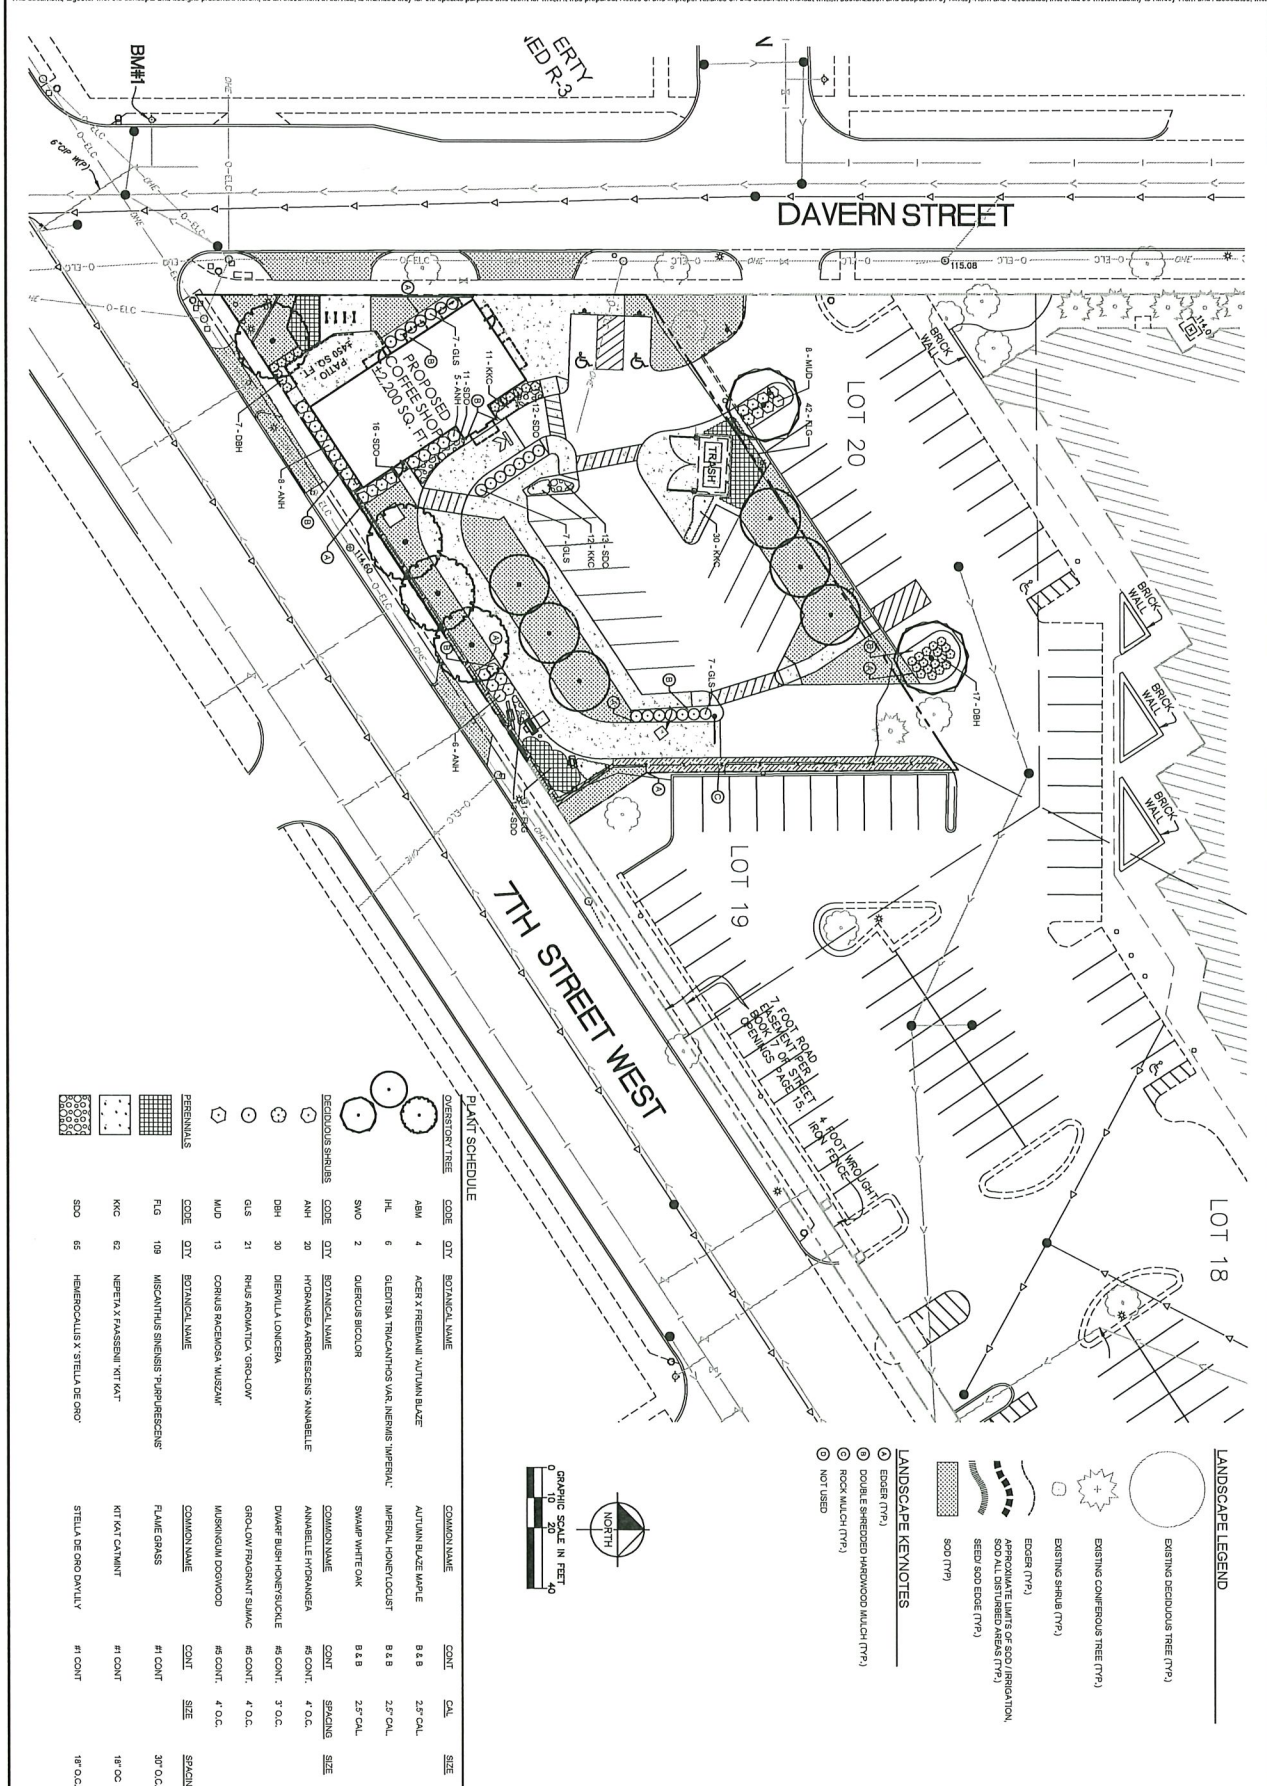 BM#1
ERTY
NED R-3
6"CIP W(P)
DAVERN STREET
115.08
114.07
BRICK
WALL
LOT 20
8 - MUD
42 - FLG
TRASH
PROPOSED
COFFEE SHOP
±2,200 SQ. FT.
PATIO
±450 SQ. FT.
7 - GLS
11 - KKC
11 - SDO
5 - ANH
12 - SDO
16 - SDO
7 - DBH
8 - ANH
114.60
13 - SDO
12 - KKC
7 - GLS
30 - KKC
7 - GLS
17 - DBH
6 - ANH
BRICK
WALL
BRICK
WALL
BRICK
WALL
LOT 19
7TH STREET WEST
7 FOOT ROAD
EASEMENT PER
BOOK 17 OF STREET
OPENINGS, PAGE 15.
4 FOOT WROUGHT
IRON FENCE
LOT 18
LANDSCAPE LEGEND
EXISTING DECIDUOUS TREE (TYP.)
EXISTING CONIFEROUS TREE (TYP.)
EXISTING SHRUB (TYP.)
EDGER (TYP.)
APPROXIMATE LIMITS OF SOD / IRRIGATION,
SOD ALL DISTURBED AREAS (TYP.)
SEED/ SOD EDGE (TYP.)
SOD (TYP)
LANDSCAPE KEYNOTES
A EDGER (TYP.)
B DOUBLE SHREDDED HARDWOOD MULCH (TYP.)
C ROCK MULCH (TYP.)
D NOT USED
NORTH
GRAPHIC SCALE IN FEET
0 10 20 40
PLANT SCHEDULE
OVERSTORY TREE CODE QTY BOTANICAL NAME COMMON NAME CONT CAL SIZE
ABM 4 ACER X FREEMANII 'AUTUMN BLAZE' AUTUMN BLAZE MAPLE B & B 2.5" CAL.
IHL 6 GLEDITSIA TRIACANTHOS VAR. INERMIS 'IMPERIAL' IMPERIAL HONEYLOCUST B & B 2.5" CAL.
SWO 2 QUERCUS BICOLOR SWAMP WHITE OAK B & B 2.5" CAL.
DECIDUOUS SHRUBS CODE QTY BOTANICAL NAME COMMON NAME CONT SPACING SIZE
ANH 20 HYDRANGEA ARBORESCENS 'ANNABELLE' ANNABELLE HYDRANGEA #5 CONT. 4' O.C.
DBH 30 DIERVILLA LONICERA DWARF BUSH HONEYSUCKLE #5 CONT. 3' O.C.
GLS 21 RHUS AROMATICA 'GRO-LOW' GRO-LOW FRAGRANT SUMAC #5 CONT. 4' O.C.
MUD 13 CORNUS RACEMOSA 'MUSZAM' MUSKINGUM DOGWOOD #5 CONT. 4' O.C.
PERENNIALS CODE QTY BOTANICAL NAME COMMON NAME CONT SIZE SPACIN
FLG 109 MISCANTHUS SINENSIS 'PURPURESCENS' FLAME GRASS #1 CONT 30" O.C.
KKC 62 NEPETA X FAASSENII 'KIT KAT' KIT KAT CATMINT #1 CONT 18" OC
SDO 65 HEMEROCALLIS X 'STELLA DE ORO' STELLA DE ORO DAYLILY #1 CONT 18" O.C.